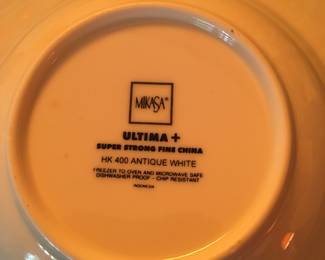 MIKASA®
ULTIMA +
SUPER STRONG FINE CHINA
HK 400 ANTIQUE WHITE
FREEZER TO OVEN AND MICROWAVE SAFE
DISHWASHER PROOF - CHIP RESISTANT
INDONESIA